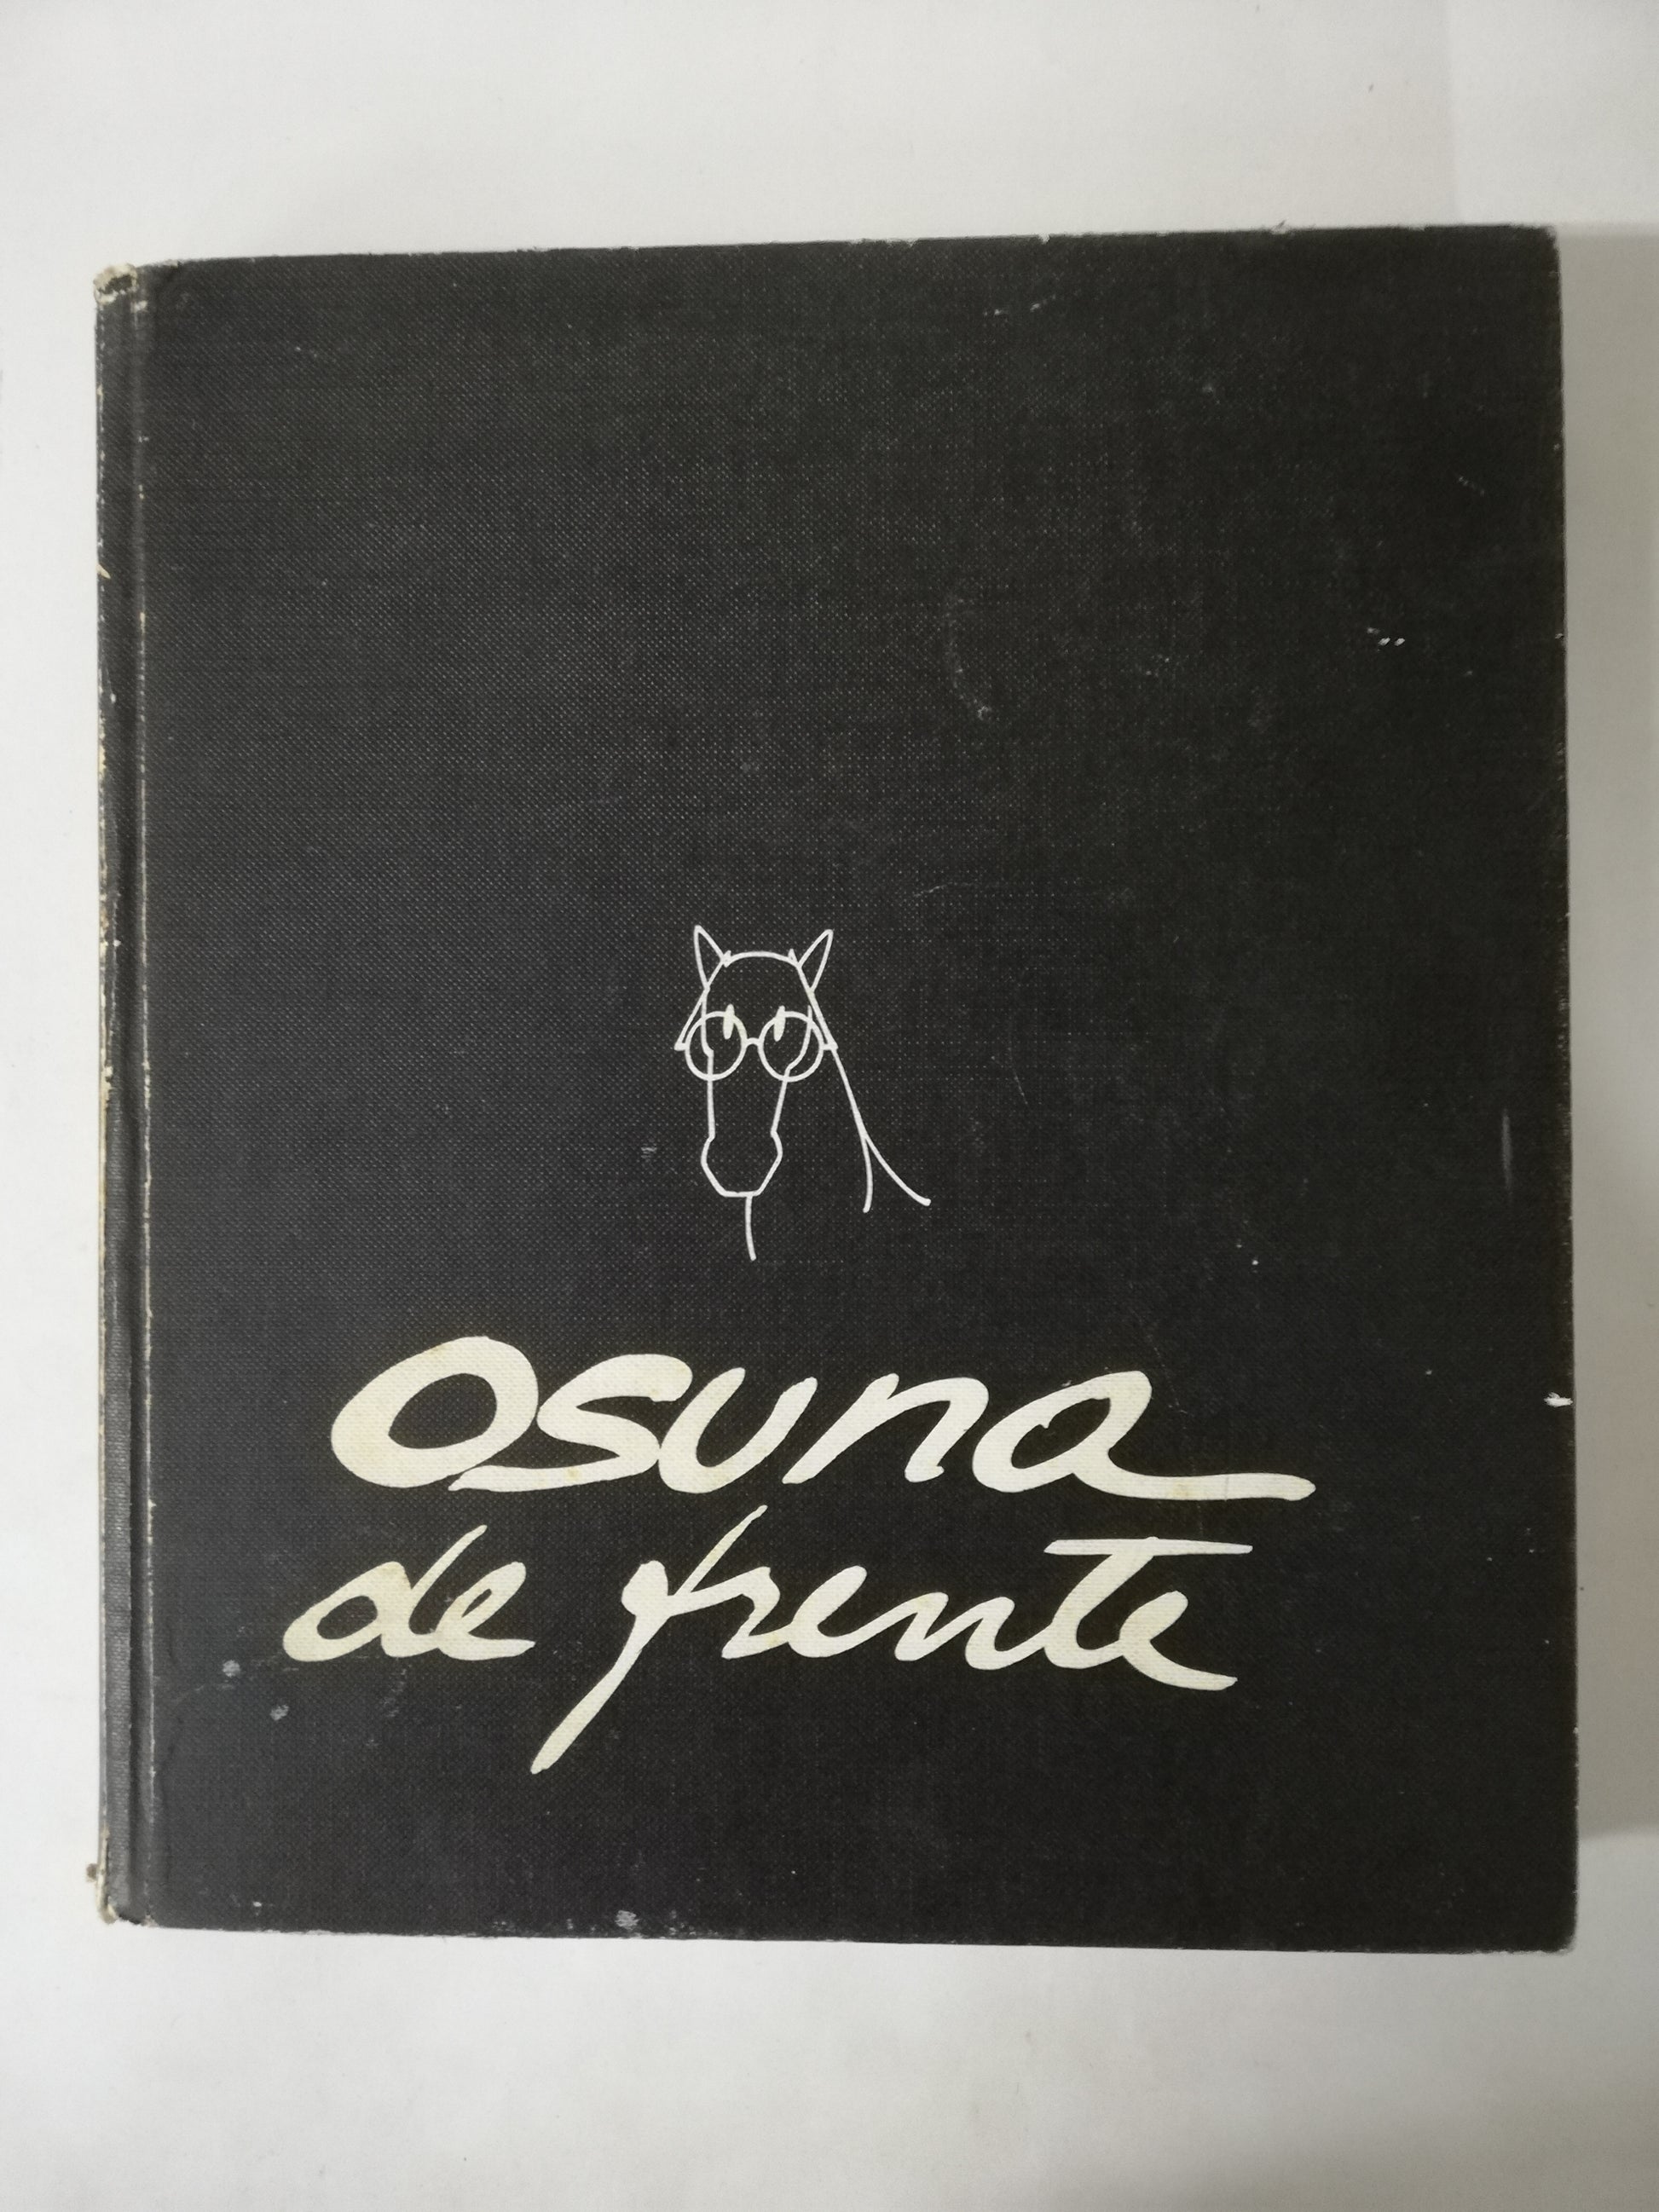 osuna
de frente